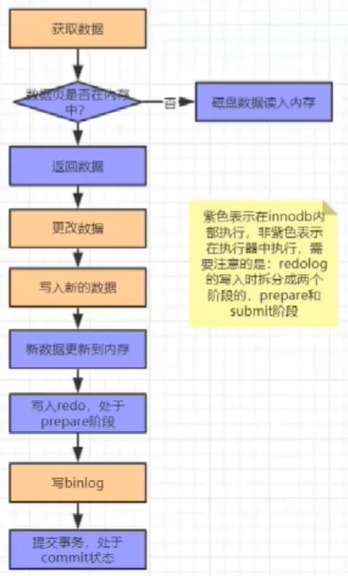 获取数据
数据页是否在内存
中?
否
磁盘数据读入内存
返回数据
更改数据
写入新的数据
新数据更新到内存
写入redo，处于
prepare阶段
写binlog
提交事务，处于
commit状态
紫色表示在innodb内
部执行，非紫色表示
在执行器中执行，需
要注意的是：redolog
的写入时拆分成两个
阶段的，prepare和
submit阶段